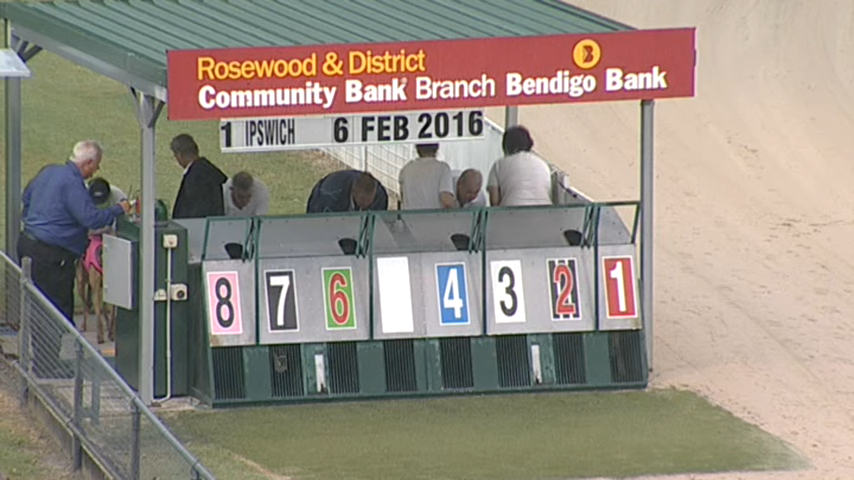 Rosewood & District
Community Bank Branch Bendigo Bank
B
1 IPSWICH 6 FEB 2016
8 7 6 4 3 2 1